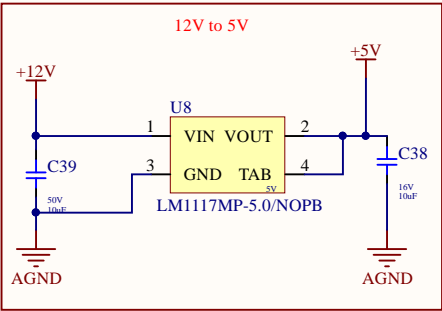 12V to 5V
+12V
+5V
U8
1 VIN VOUT 2
3 GND TAB 4
5V
LM1117MP-5.0/NOPB
C39
50V
10uF
C38
16V
10uF
AGND
AGND